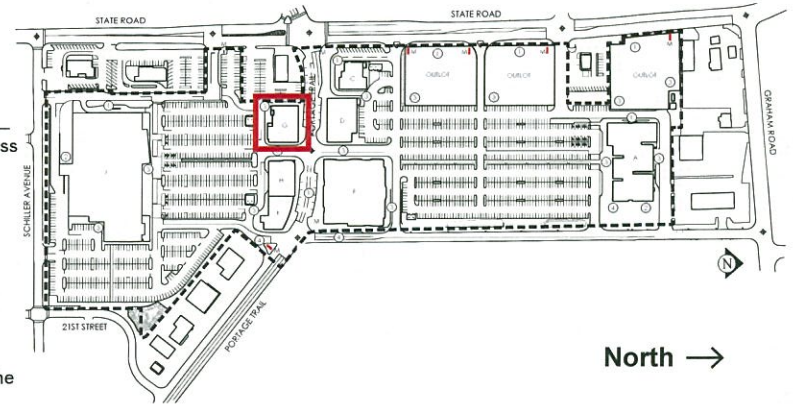 STATE ROAD
STATE ROAD
OUTLOT
OUTLOT
OUTLOT
C
D
G
H
F
A
PORTAGE TRAIL
GRAHAM ROAD
SCHILLER AVENUE
ss
N
21ST STREET
PORTAGE TRAIL
North
ne